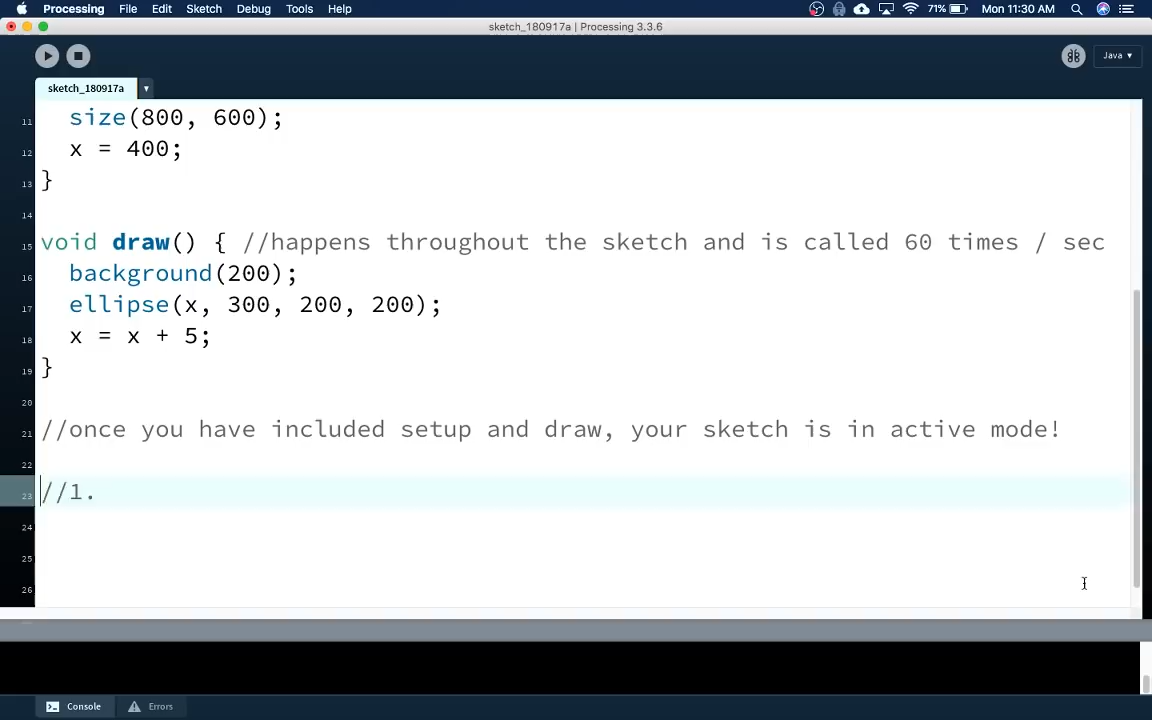 Processing File Edit Sketch Debug Tools Help 71% Mon 11:30 AM
sketch_180917a | Processing 3.3.6
Java ▾
sketch_180917a ▾
11 size(800, 600);
12 x = 400;
13 }
14
15 void draw() { //happens throughout the sketch and is called 60 times / sec
16 background(200);
17 ellipse(x, 300, 200, 200);
18 x = x + 5;
19 }
20
21 //once you have included setup and draw, your sketch is in active mode!
22
23 //1.
24
25
26
Console Errors